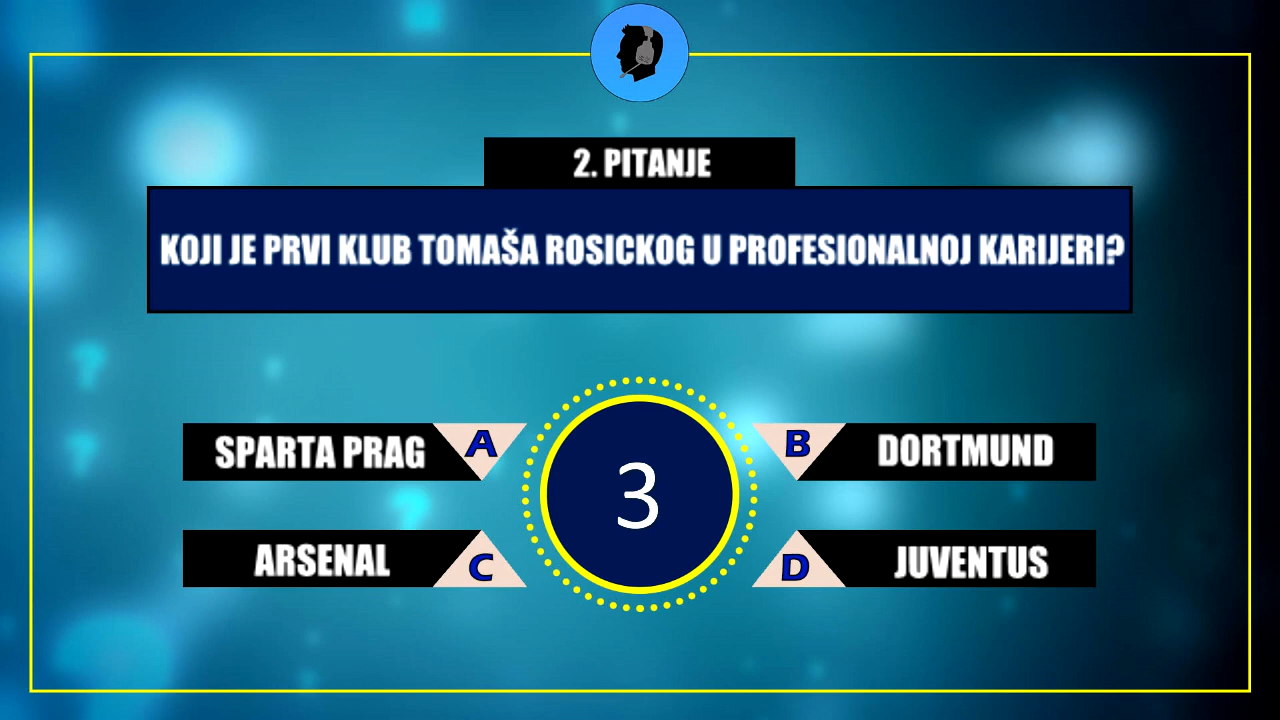 2. PITANJE
KOJI JE PRVI KLUB TOMAŠA ROSICKOG U PROFESIONALNOJ KARIJERI?
SPARTA PRAG A
B DORTMUND
3
ARSENAL C
D JUVENTUS